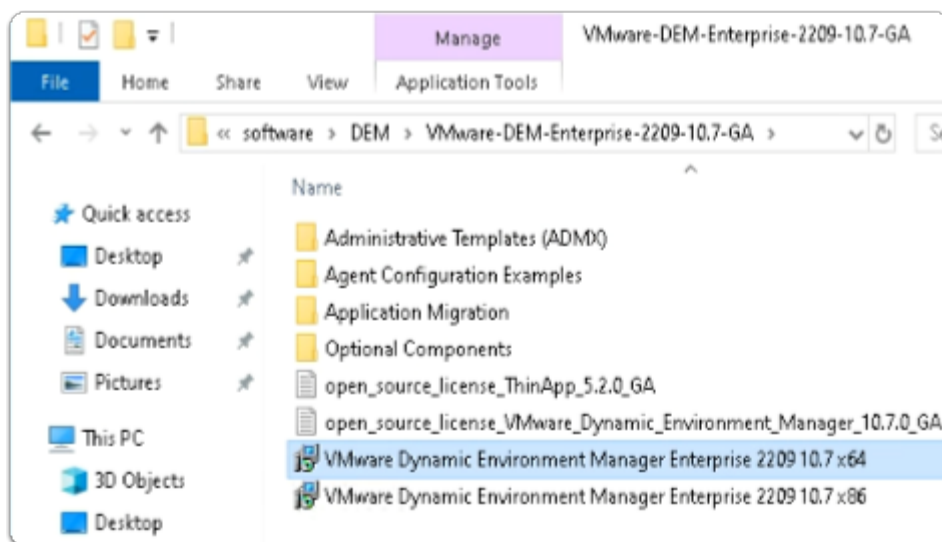 Manage
VMware-DEM-Enterprise-2209-10.7-GA
File Home Share View Application Tools
« software > DEM > VMware-DEM-Enterprise-2209-10.7-GA >
Name
Quick access
Desktop
Downloads
Documents
Pictures
This PC
3D Objects
Desktop
Administrative Templates (ADMX)
Agent Configuration Examples
Application Migration
Optional Components
open_source_license_ThinApp_5.2.0_GA
open_source_license_VMware_Dynamic_Environment_Manager_10.7.0_GA
VMware Dynamic Environment Manager Enterprise 2209 10.7 x64
VMware Dynamic Environment Manager Enterprise 2209 10.7 x86